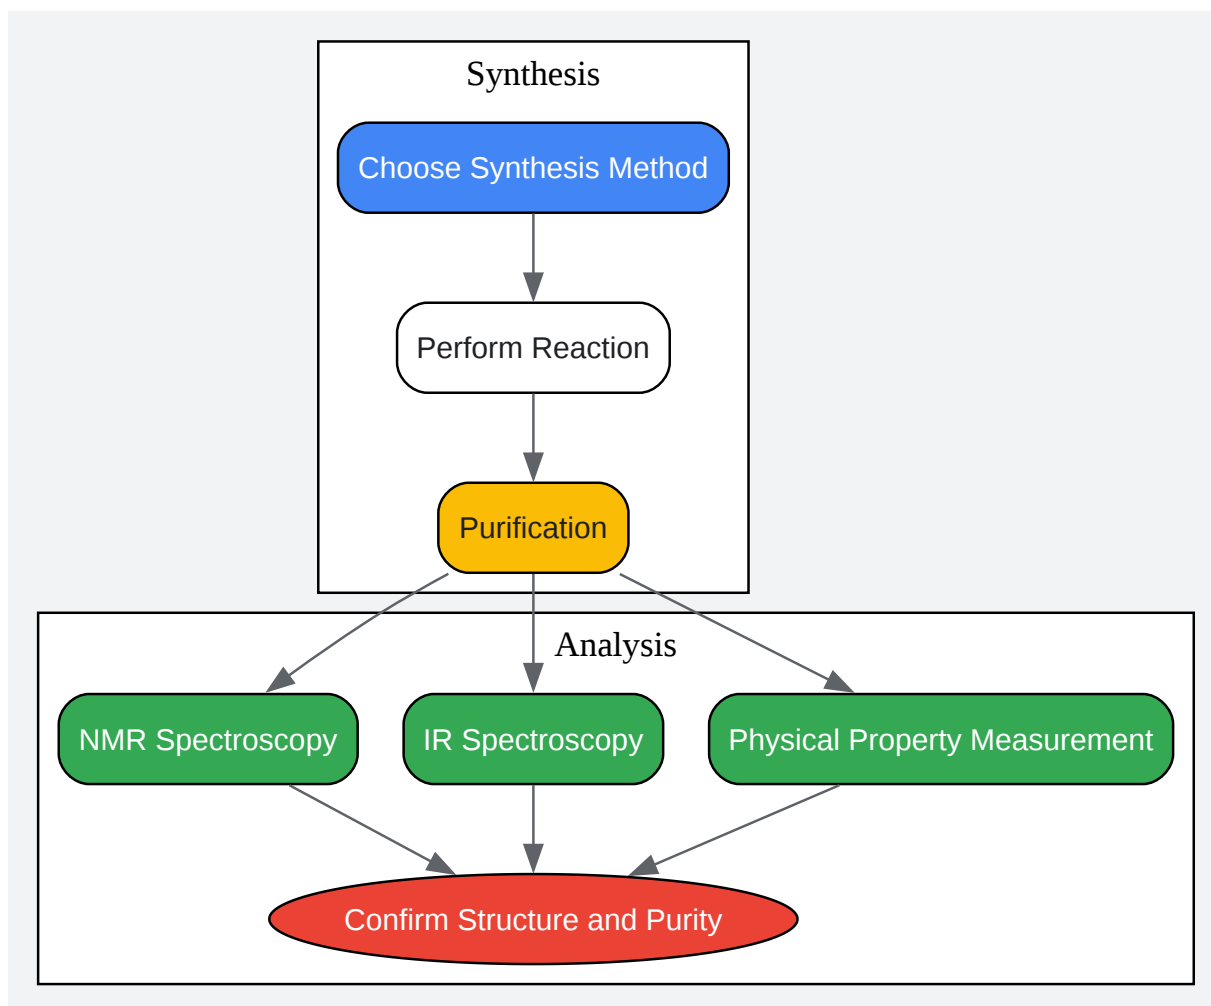 Synthesis
Choose Synthesis Method
Perform Reaction
Purification
Analysis
NMR Spectroscopy
IR Spectroscopy
Physical Property Measurement
Confirm Structure and Purity